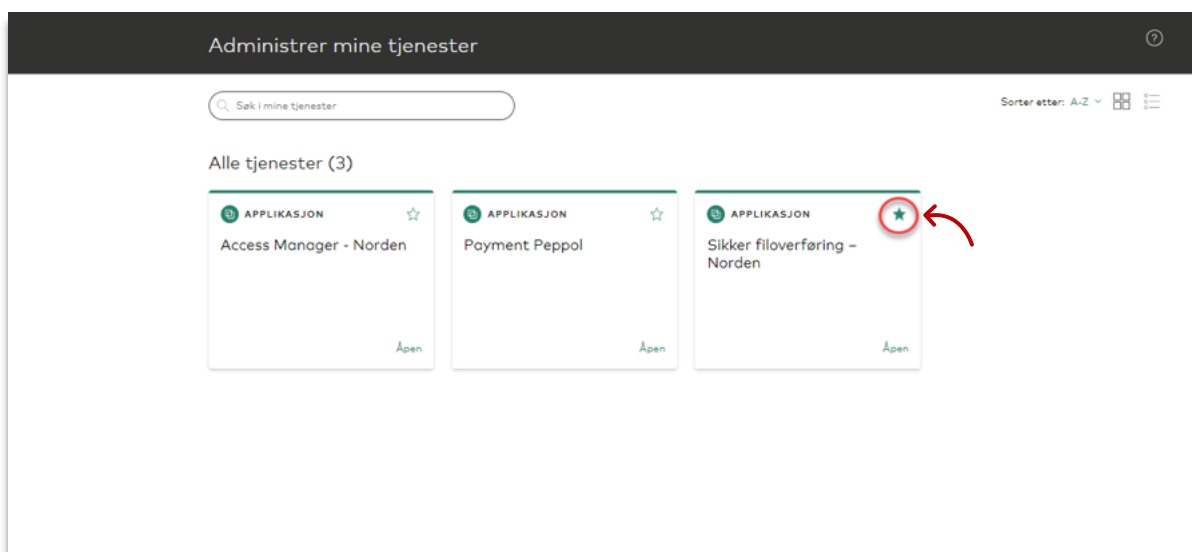 Administrer mine tjenester
Søk i mine tjenester
Sorter etter: A-Z
Alle tjenester (3)
APPLIKASJON
Access Manager - Norden
Åpen
APPLIKASJON
Payment Peppol
Åpen
APPLIKASJON
Sikker filoverføring –
Norden
Åpen